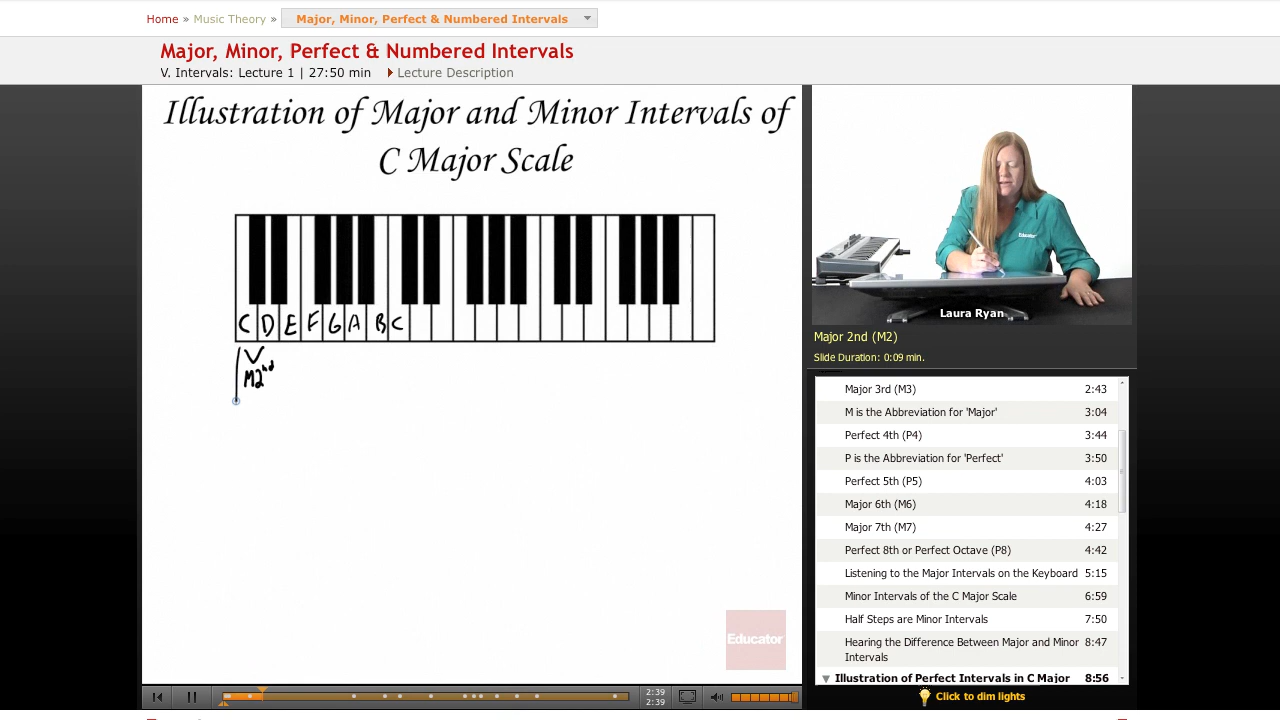 Home » Music Theory » Major, Minor, Perfect & Numbered Intervals
Major, Minor, Perfect & Numbered Intervals
V. Intervals: Lecture 1 | 27:50 min Lecture Description
Illustration of Major and Minor Intervals of
C Major Scale
C D E F G A B C
M2nd
Educator
Educator
Laura Ryan
Major 2nd (M2)
Slide Duration: 0:09 min.
Major 3rd (M3) 2:43
M is the Abbreviation for 'Major' 3:04
Perfect 4th (P4) 3:44
P is the Abbreviation for 'Perfect' 3:50
Perfect 5th (P5) 4:03
Major 6th (M6) 4:18
Major 7th (M7) 4:27
Perfect 8th or Perfect Octave (P8) 4:42
Listening to the Major Intervals on the Keyboard 5:15
Minor Intervals of the C Major Scale 6:59
Half Steps are Minor Intervals 7:50
Hearing the Difference Between Major and Minor 8:47
Intervals
Illustration of Perfect Intervals in C Major 8:56
2:39
2:39
Click to dim lights